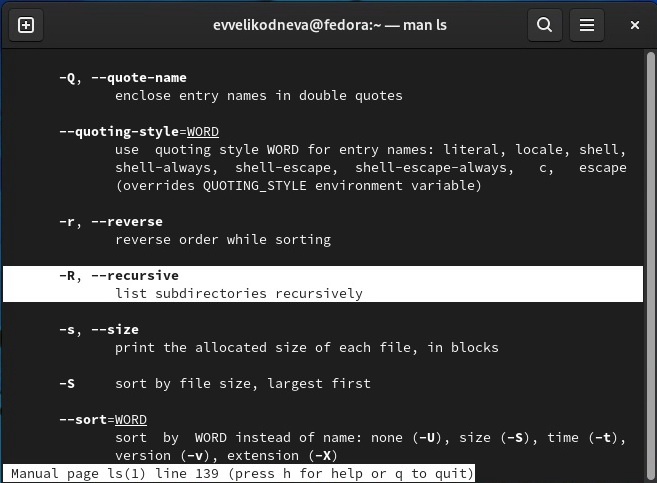 evvelikodneva@fedora:~ — man ls
-Q, --quote-name
enclose entry names in double quotes
--quoting-style=WORD
use  quoting style WORD for entry names: literal, locale, shell,
shell-always,  shell-escape,  shell-escape-always,  c,  escape
(overrides QUOTING_STYLE environment variable)
-r, --reverse
reverse order while sorting
-R, --recursive
list subdirectories recursively
-s, --size
print the allocated size of each file, in blocks
-S     sort by file size, largest first
--sort=WORD
sort  by  WORD instead of name: none (-U), size (-S), time (-t),
version (-v), extension (-X)
Manual page ls(1) line 139 (press h for help or q to quit)